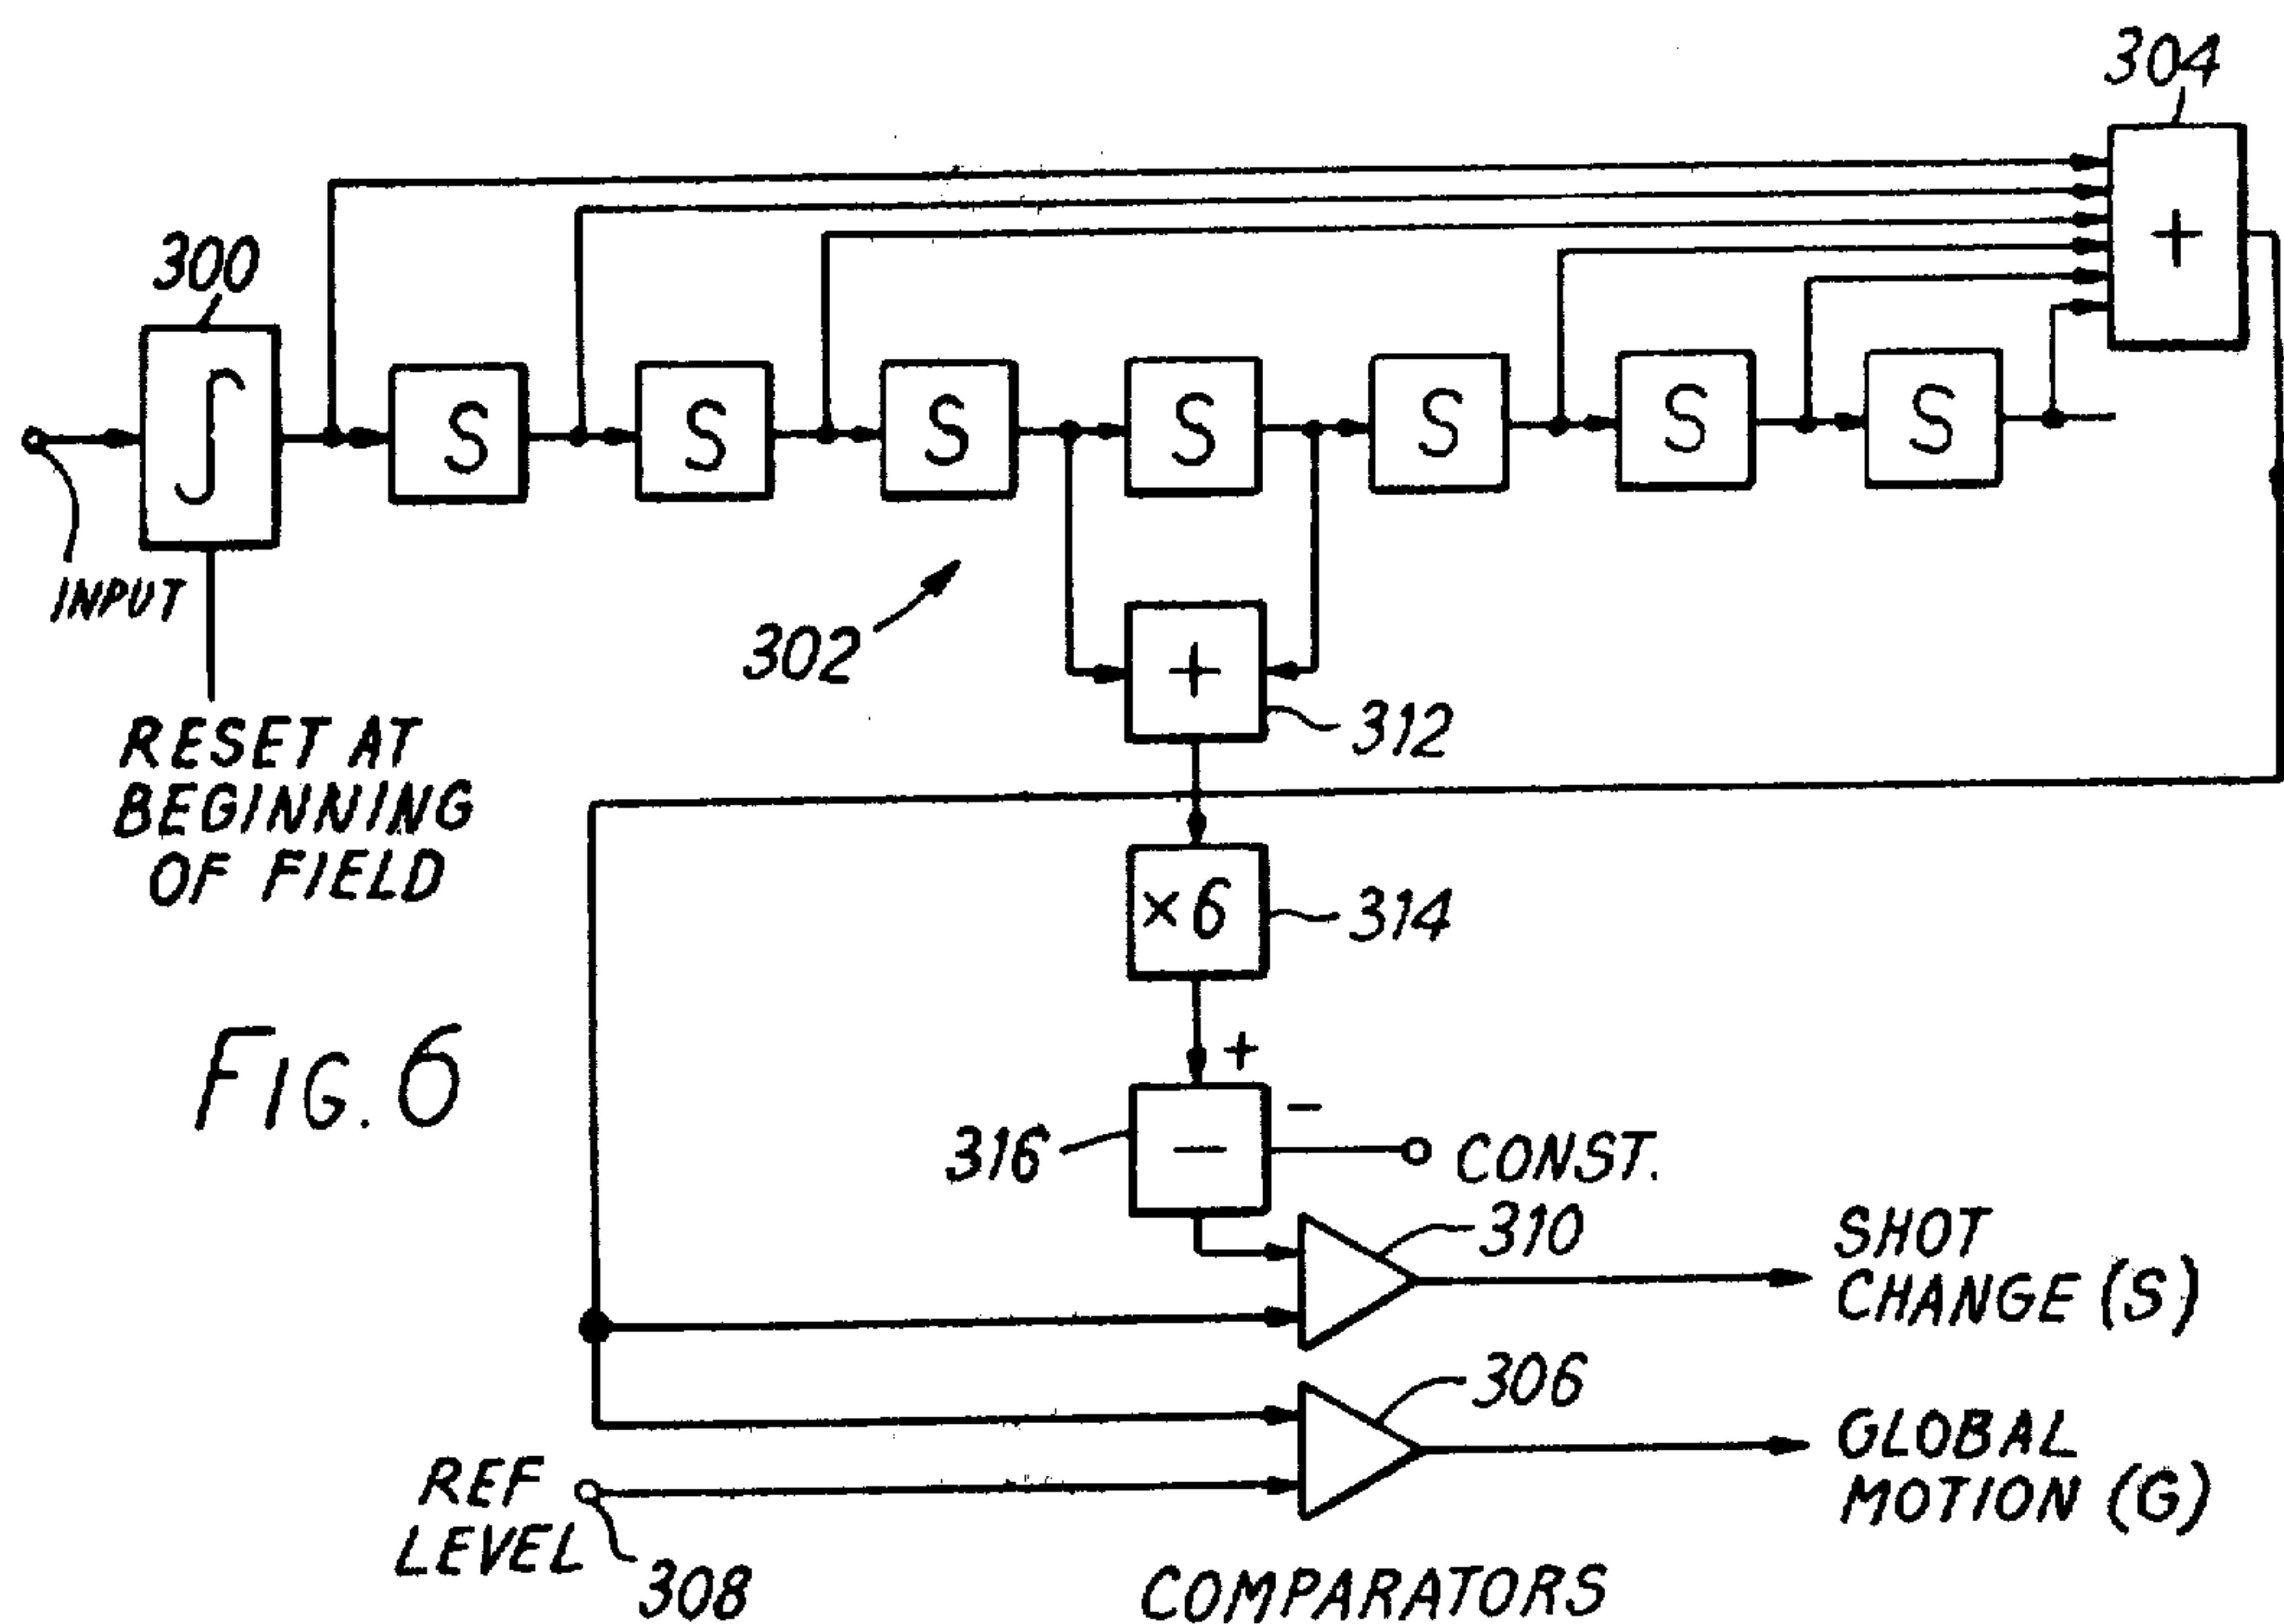 304
+
300
∫
S
S
S
S
S
S
S
INPUT
302
+
312
RESET AT
BEGINNING
OF FIELD
×6
314
FIG. 6
+
−
316
−
CONST.
310
SHOT
CHANGE (S)
306
GLOBAL
MOTION (G)
REF
LEVEL
308
COMPARATORS